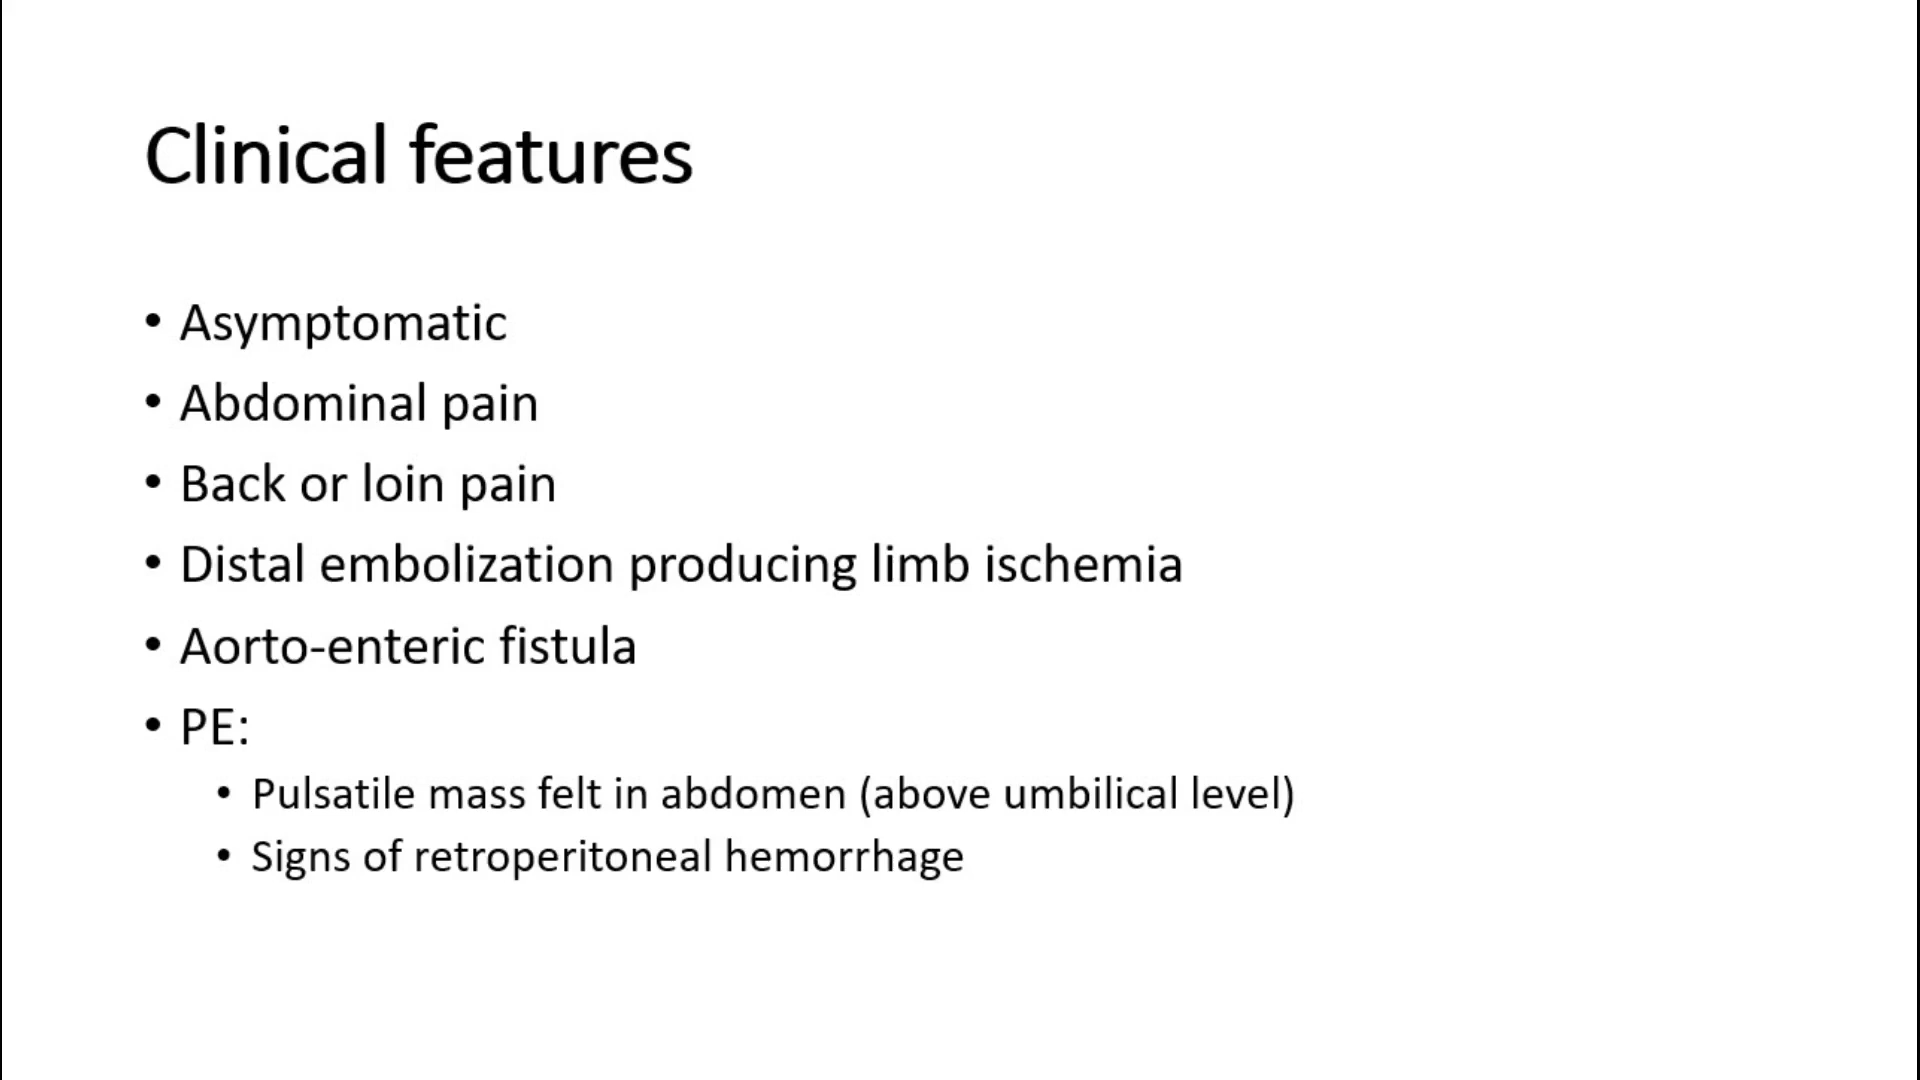 Clinical features
• Asymptomatic
• Abdominal pain
• Back or loin pain
• Distal embolization producing limb ischemia
• Aorto-enteric fistula
• PE:
• Pulsatile mass felt in abdomen (above umbilical level)
• Signs of retroperitoneal hemorrhage